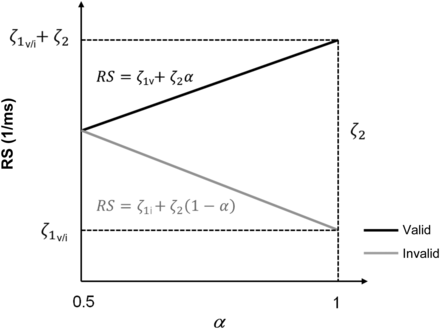 ζ1v/i + ζ2
RS = ζ1v + ζ2α
RS (1/ms)
ζ2
RS = ζ1i + ζ2(1 − α)
ζ1v/i
Valid
Invalid
0.5
1
α